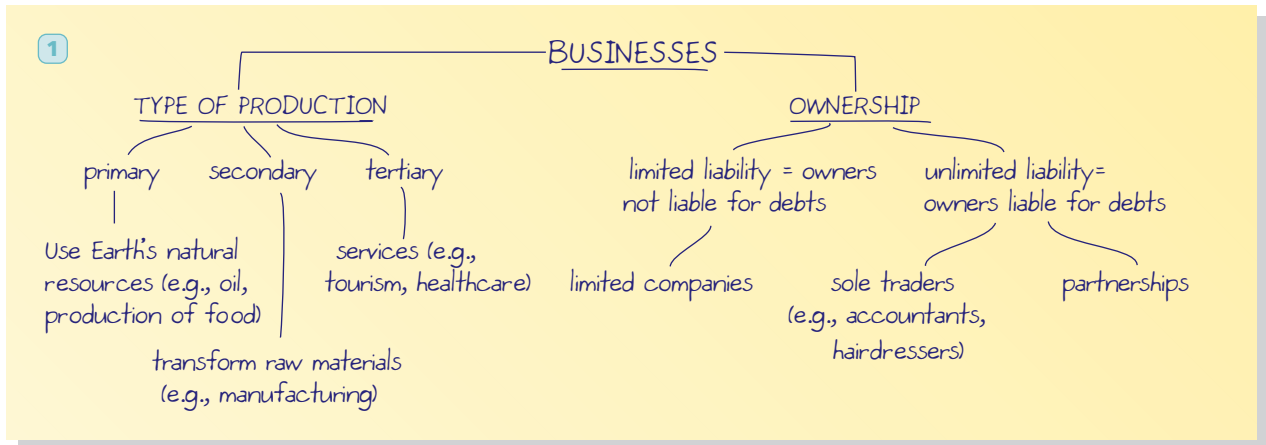 1
BUSINESSES
TYPE OF PRODUCTION
OWNERSHIP
primary
secondary
tertiary
limited liability = owners
not liable for debts
unlimited liability=
owners liable for debts
Use Earth's natural
resources (e.g., oil,
production of food)
services (e.g.,
tourism, healthcare)
limited companies
sole traders
(e.g., accountants,
hairdressers)
partnerships
transform raw materials
(e.g., manufacturing)